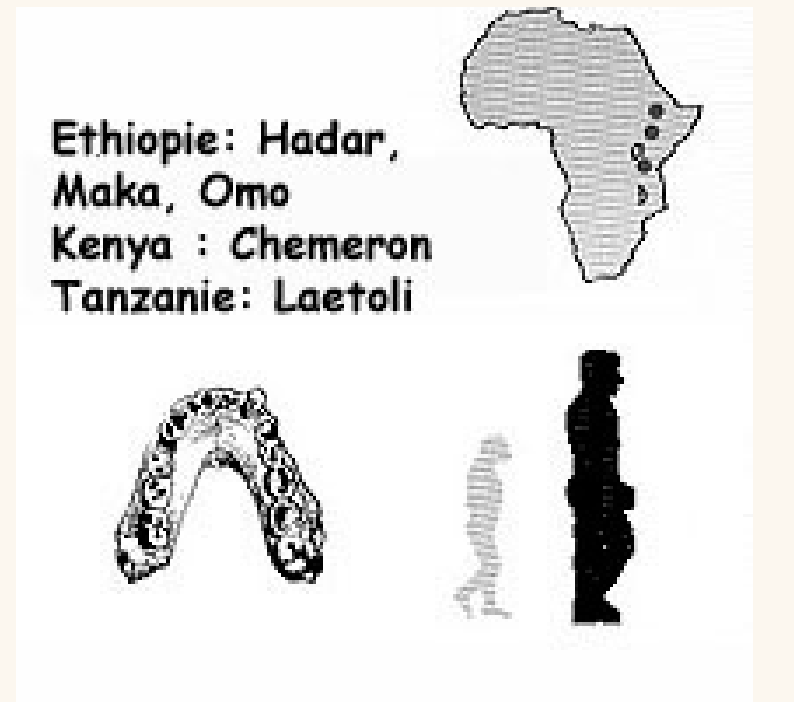 Ethiopie: Hadar,
Maka, Omo
Kenya : Chemeron
Tanzanie: Laetoli